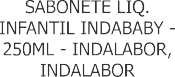 SABONETE LIQ.
INFANTIL INDABABY -
250ML - INDALABOR,
INDALABOR